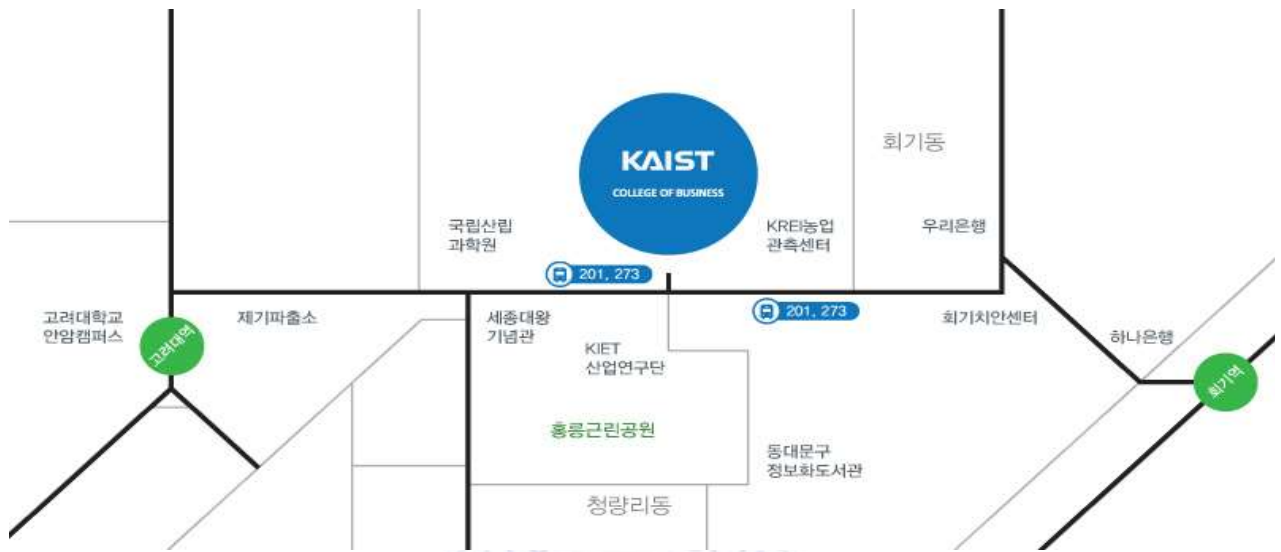 KAIST
COLLEGE OF BUSINESS
회기동
국립산림
과학원
KREI농업
관측센터
우리은행
201, 273
201, 273
고려대학교
안암캠퍼스
고려대역
제기파출소
세종대왕
기념관
KIET
산업연구단
회기치안센터
하나은행
회기역
홍릉근린공원
동대문구
정보화도서관
청량리동